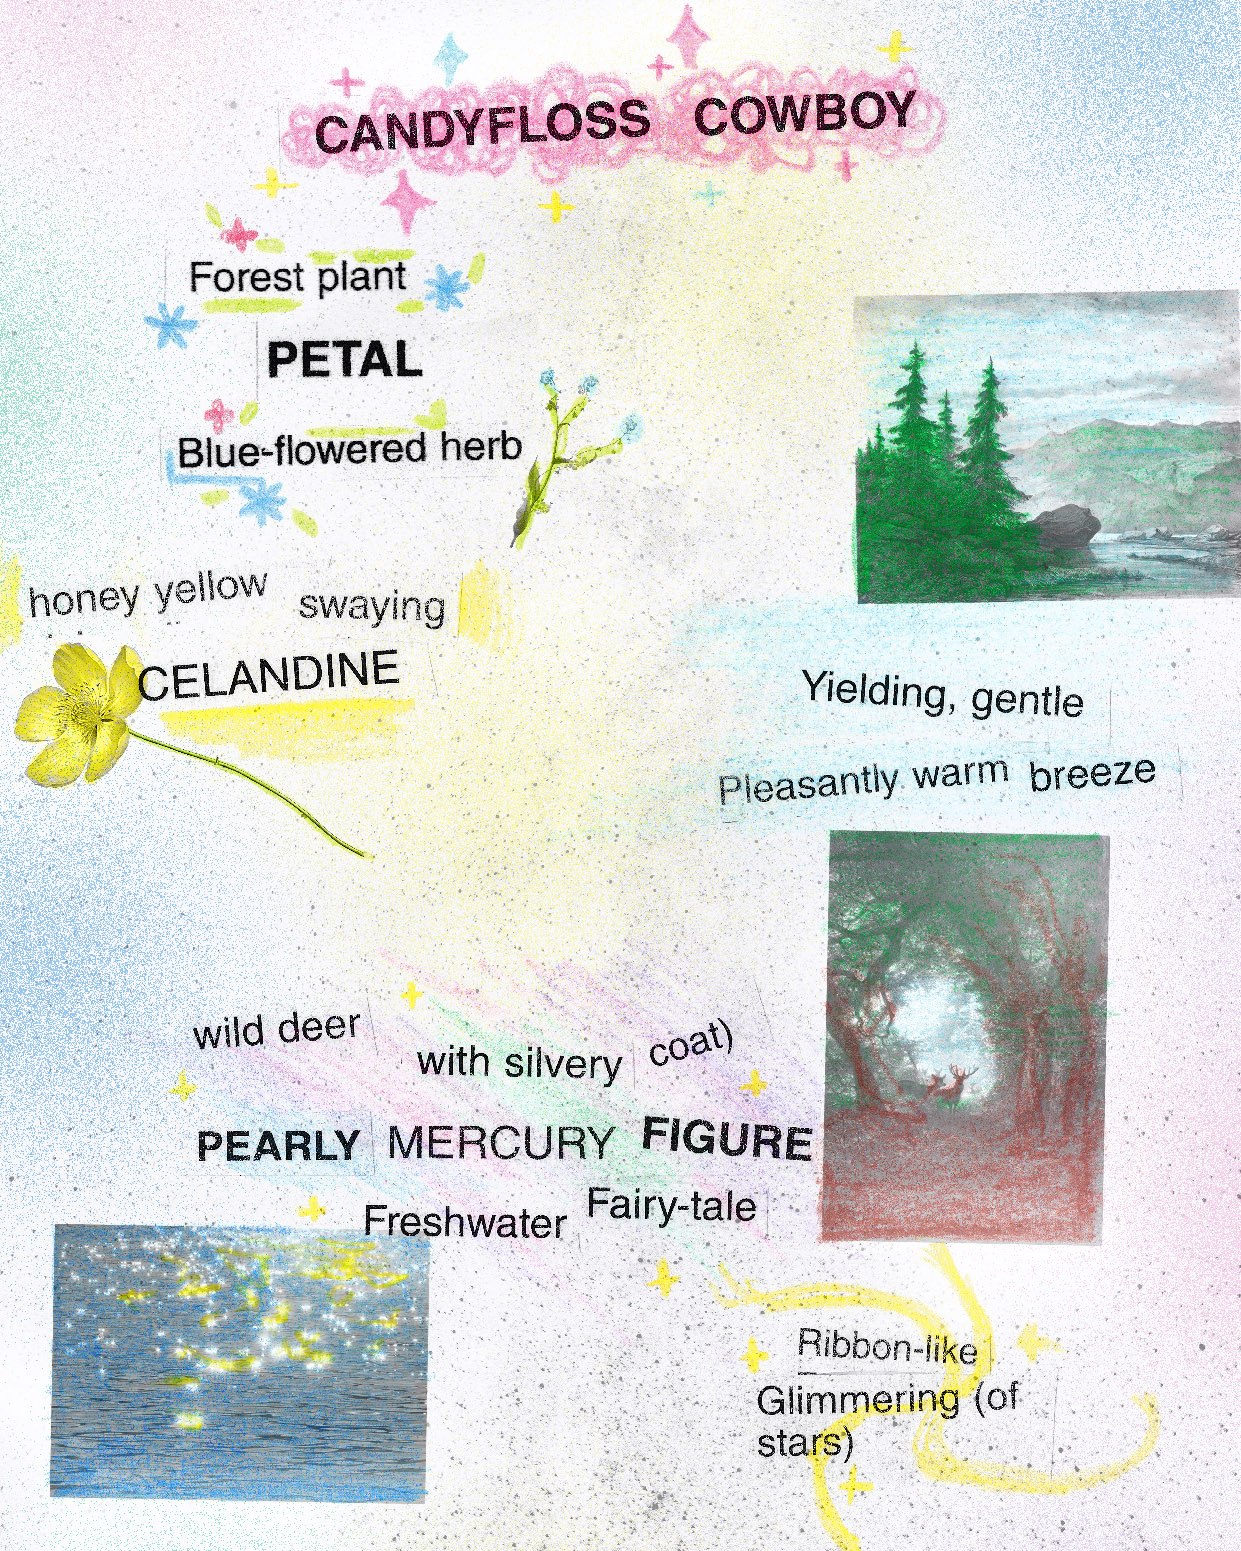 CANDYFLOSS COWBOY
Forest plant
PETAL
Blue-flowered herb
honey yellow swaying
CELANDINE
Yielding, gentle
Pleasantly warm breeze
wild deer with silvery coat)
PEARLY MERCURY FIGURE
Freshwater Fairy-tale
Ribbon-like
Glimmering (of
stars)